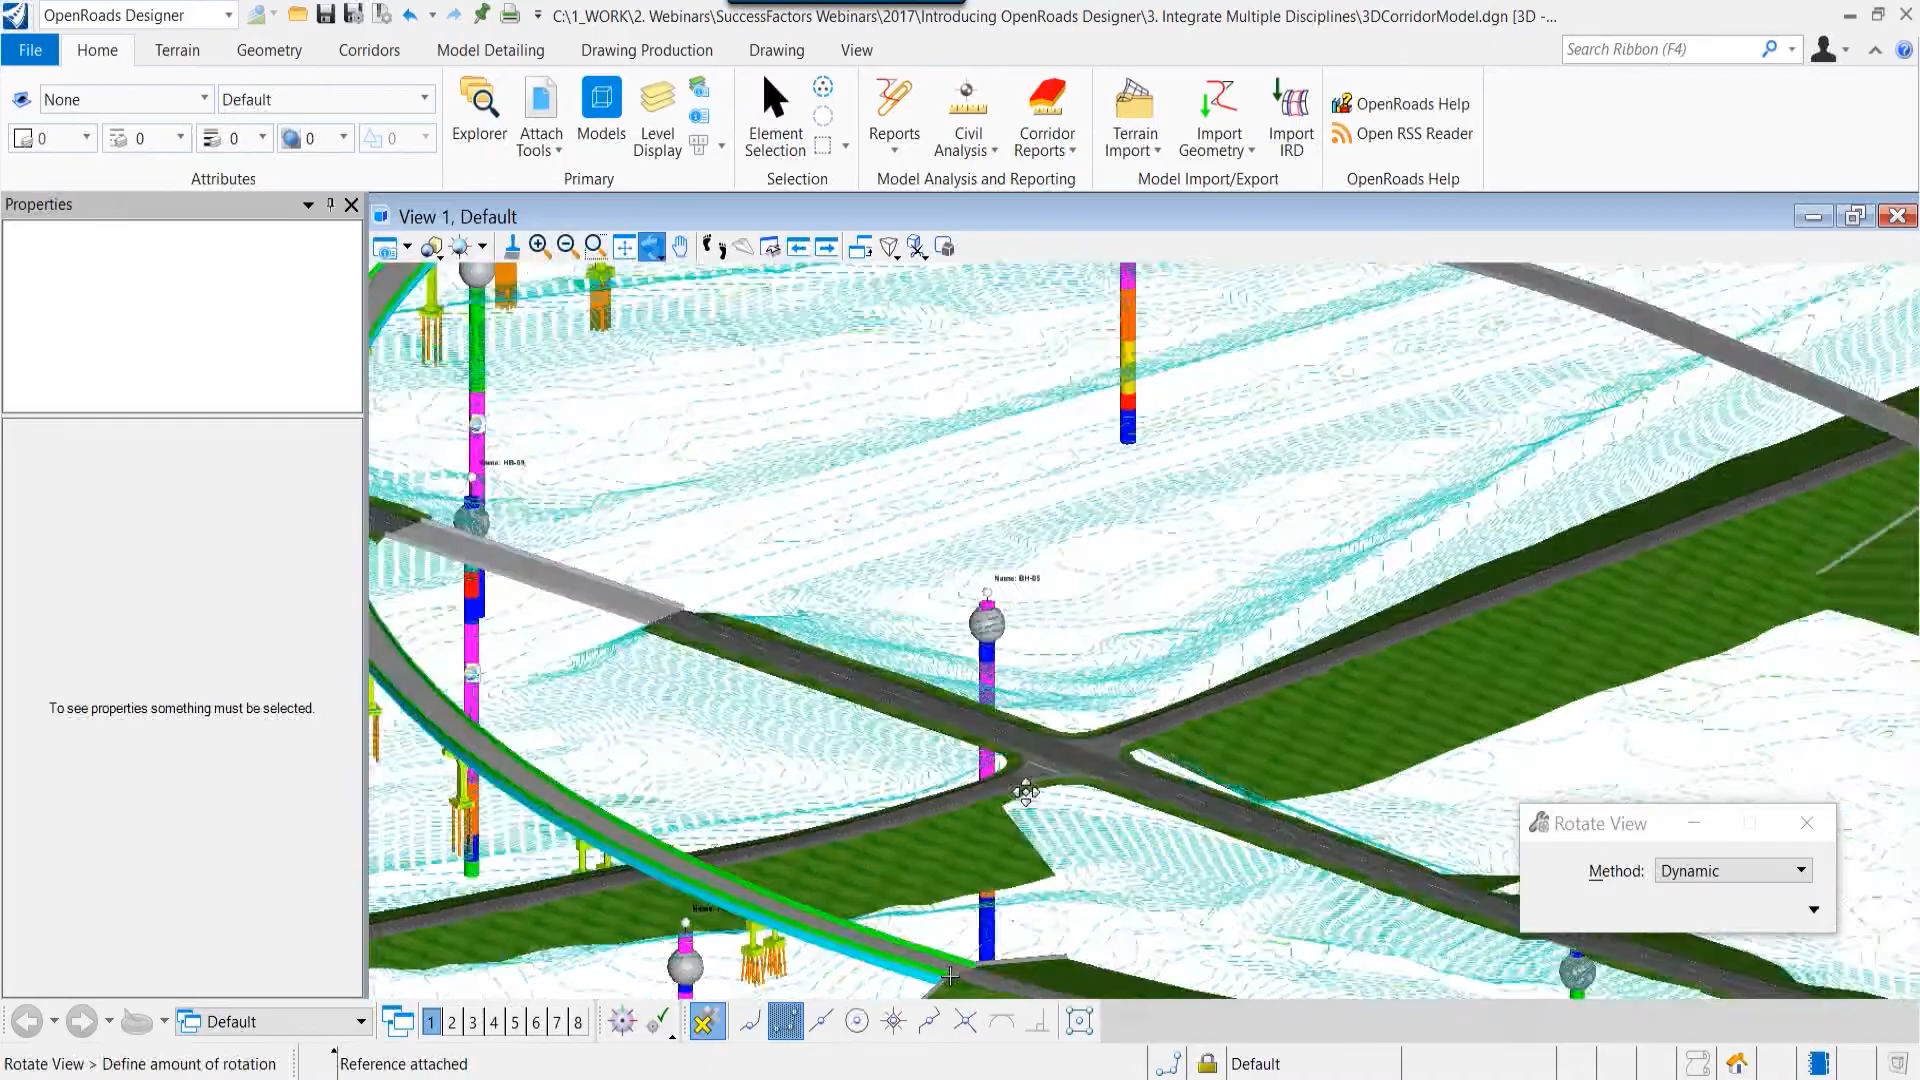 OpenRoads Designer
C:\1_WORK\2. Webinars\SuccessFactors Webinars\2017\Introducing OpenRoads Designer\3. Integrate Multiple Disciplines\3DCorridorModel.dgn [3D -...
File
Home
Terrain
Geometry
Corridors
Model Detailing
Drawing Production
Drawing
View
Search Ribbon (F4)
None
Default
0
0
0
0
0
Attributes
Explorer
Attach Tools
Models
Level Display
Primary
Element Selection
Selection
Reports
Civil Analysis
Corridor Reports
Model Analysis and Reporting
Terrain Import
Import Geometry
Import IRD
Model Import/Export
OpenRoads Help
Open RSS Reader
OpenRoads Help
Properties
View 1, Default
To see properties something must be selected.
Name: BH-05
Rotate View
Method:
Dynamic
Default
1 2 3 4 5 6 7 8
Rotate View > Define amount of rotation
Reference attached
Default